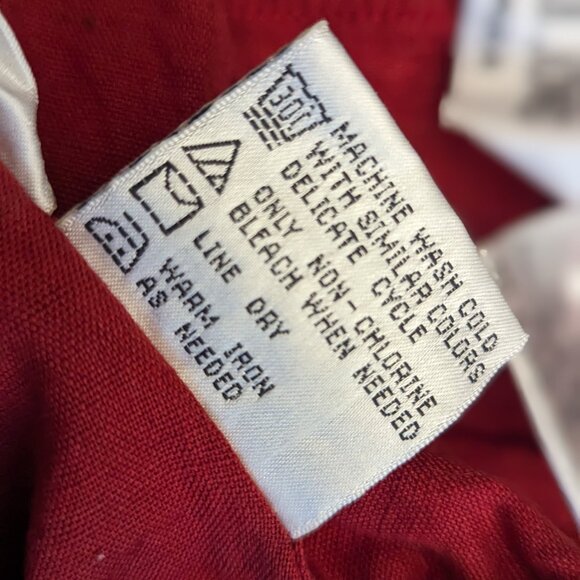 30
MACHINE WASH COLD
WITH SIMILAR COLORS
DELICATE CYCLE
ONLY NON-CHLORINE
BLEACH WHEN NEEDED
LINE DRY
WARM IRON
AS NEEDED